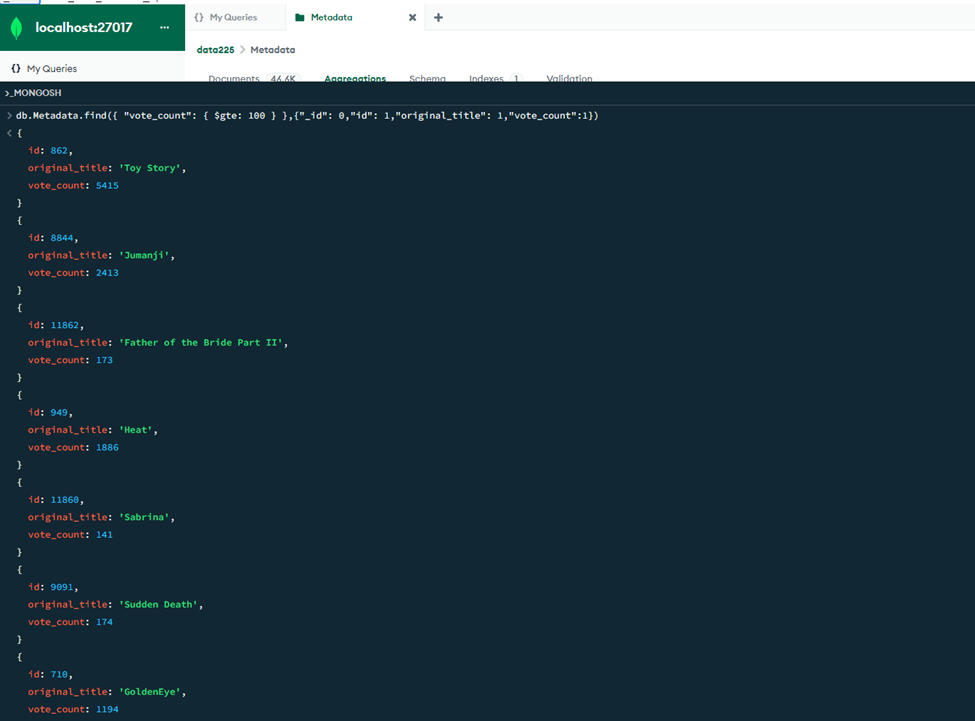 localhost:27017 ...
{} My Queries
{} My Queries
Metadata
data225 > Metadata
Documents 44.4K Aggregations Schema Indexes 1 Validation
>_MONGOSH
> db.Metadata.find({ "vote_count": { $gte: 100 } },{"_id": 0,"id": 1,"original_title": 1,"vote_count":1})
< {
id: 862,
original_title: 'Toy Story',
vote_count: 5415
}
{
id: 8844,
original_title: 'Jumanji',
vote_count: 2413
}
{
id: 11862,
original_title: 'Father of the Bride Part II',
vote_count: 173
}
{
id: 949,
original_title: 'Heat',
vote_count: 1886
}
{
id: 11860,
original_title: 'Sabrina',
vote_count: 141
}
{
id: 9091,
original_title: 'Sudden Death',
vote_count: 174
}
{
id: 710,
original_title: 'GoldenEye',
vote_count: 1194